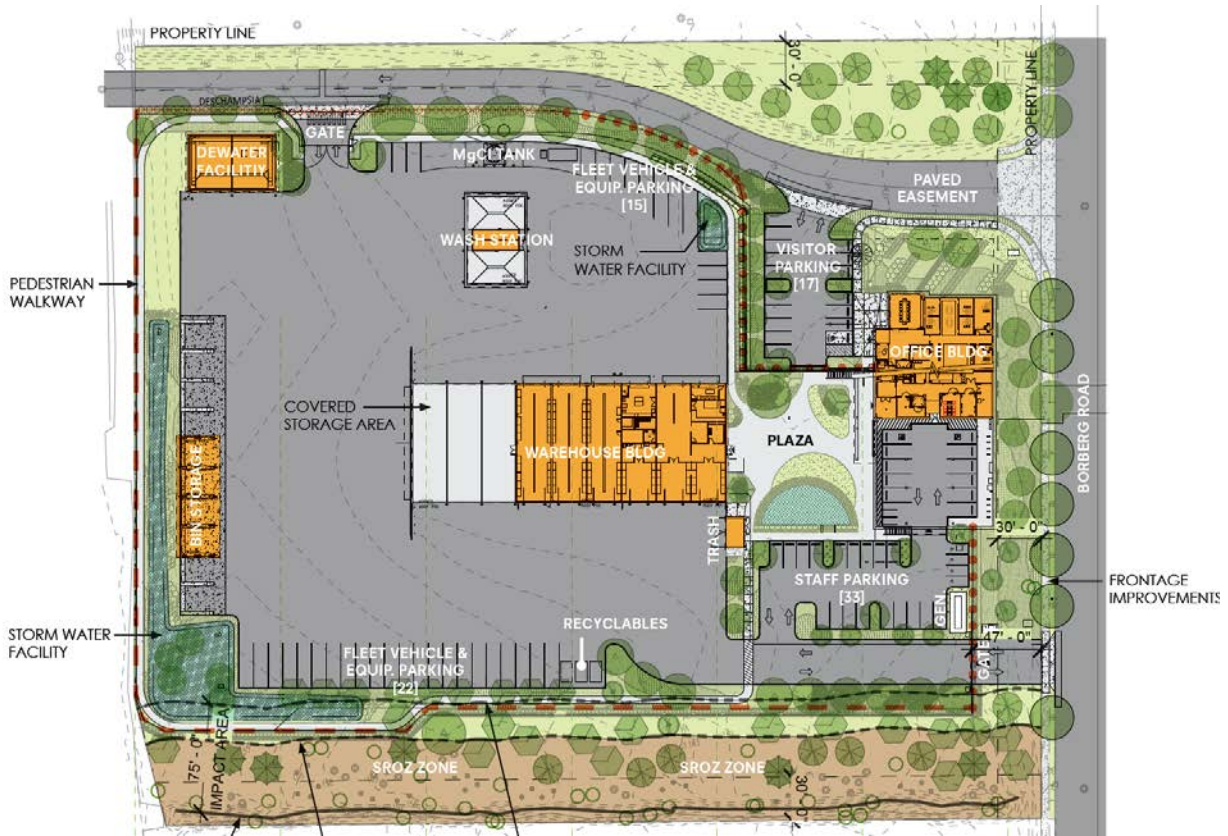 PROPERTY LINE
30' - 0"
PROPERTY LINE
DESCHAMPSIA
GATE
DEWATER
FACILITIY
MgCl TANK
FLEET VEHICLE &
EQUIP. PARKING
[15]
PAVED
EASEMENT
WASH STATION
STORM
WATER FACILITY
VISITOR
PARKING
[17]
PEDESTRIAN
WALKWAY
OFFICE BLDG
COVERED
STORAGE AREA
PLAZA
WAREHOUSE BLDG
BORBERG ROAD
BIN STORAGE
TRASH
30' - 0"
STAFF PARKING
[33]
GEN.
FRONTAGE
IMPROVEMENTS
RECYCLABLES
STORM WATER
FACILITY
47' - 0"
GATE
FLEET VEHICLE &
EQUIP. PARKING
[22]
75' - 0"
IMPACT AREA
SROZ ZONE
SROZ ZONE
30' - 0"